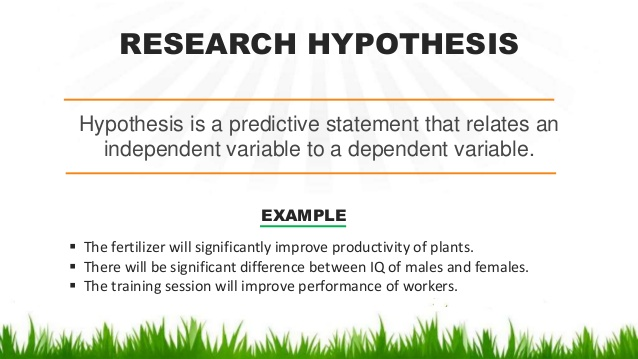 RESEARCH HYPOTHESIS
Hypothesis is a predictive statement that relates an
independent variable to a dependent variable.
EXAMPLE
▪ The fertilizer will significantly improve productivity of plants.
▪ There will be significant difference between IQ of males and females.
▪ The training session will improve performance of workers.